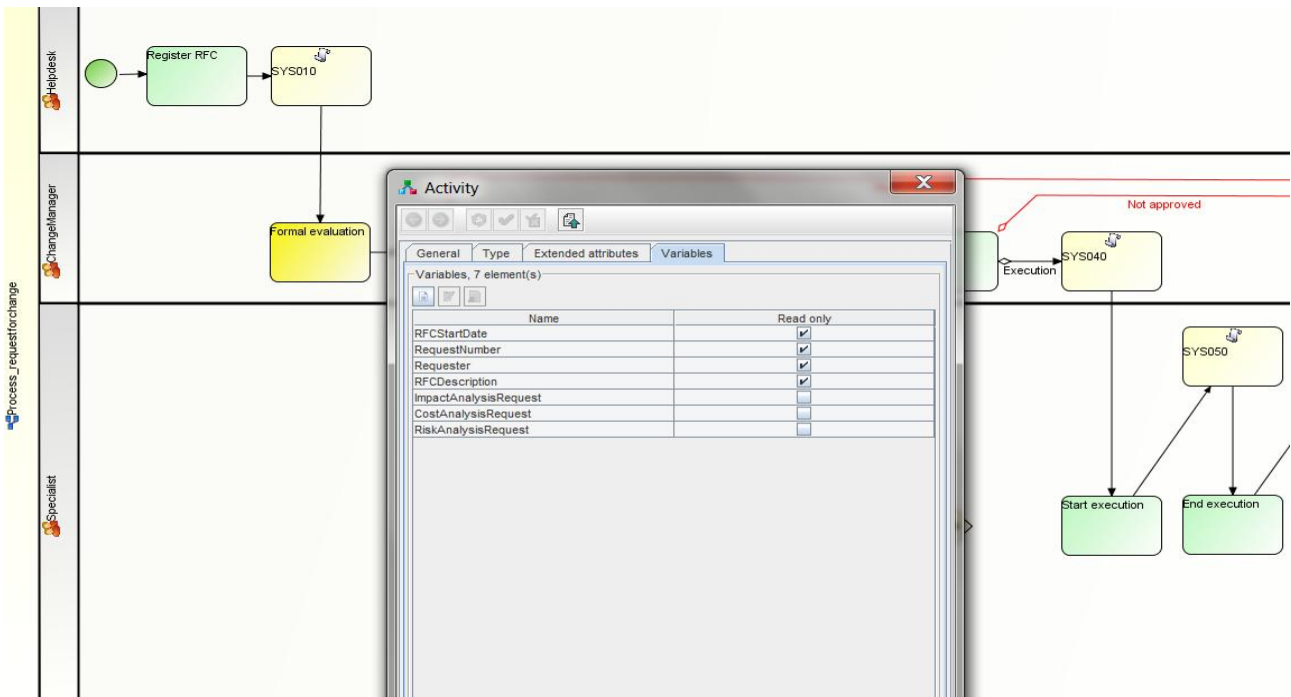 Process_requestforchange
Helpdesk
Register RFC
SYS010
ChangeManager
Formal evaluation
Activity
General
Type
Extended attributes
Variables
Variables, 7 element(s)
Name
Read only
RFCStartDate
RequestNumber
Requester
RFCDescription
ImpactAnalysisRequest
CostAnalysisRequest
RiskAnalysisRequest
Not approved
Execution
SYS040
Specialist
SYS050
Start execution
End execution